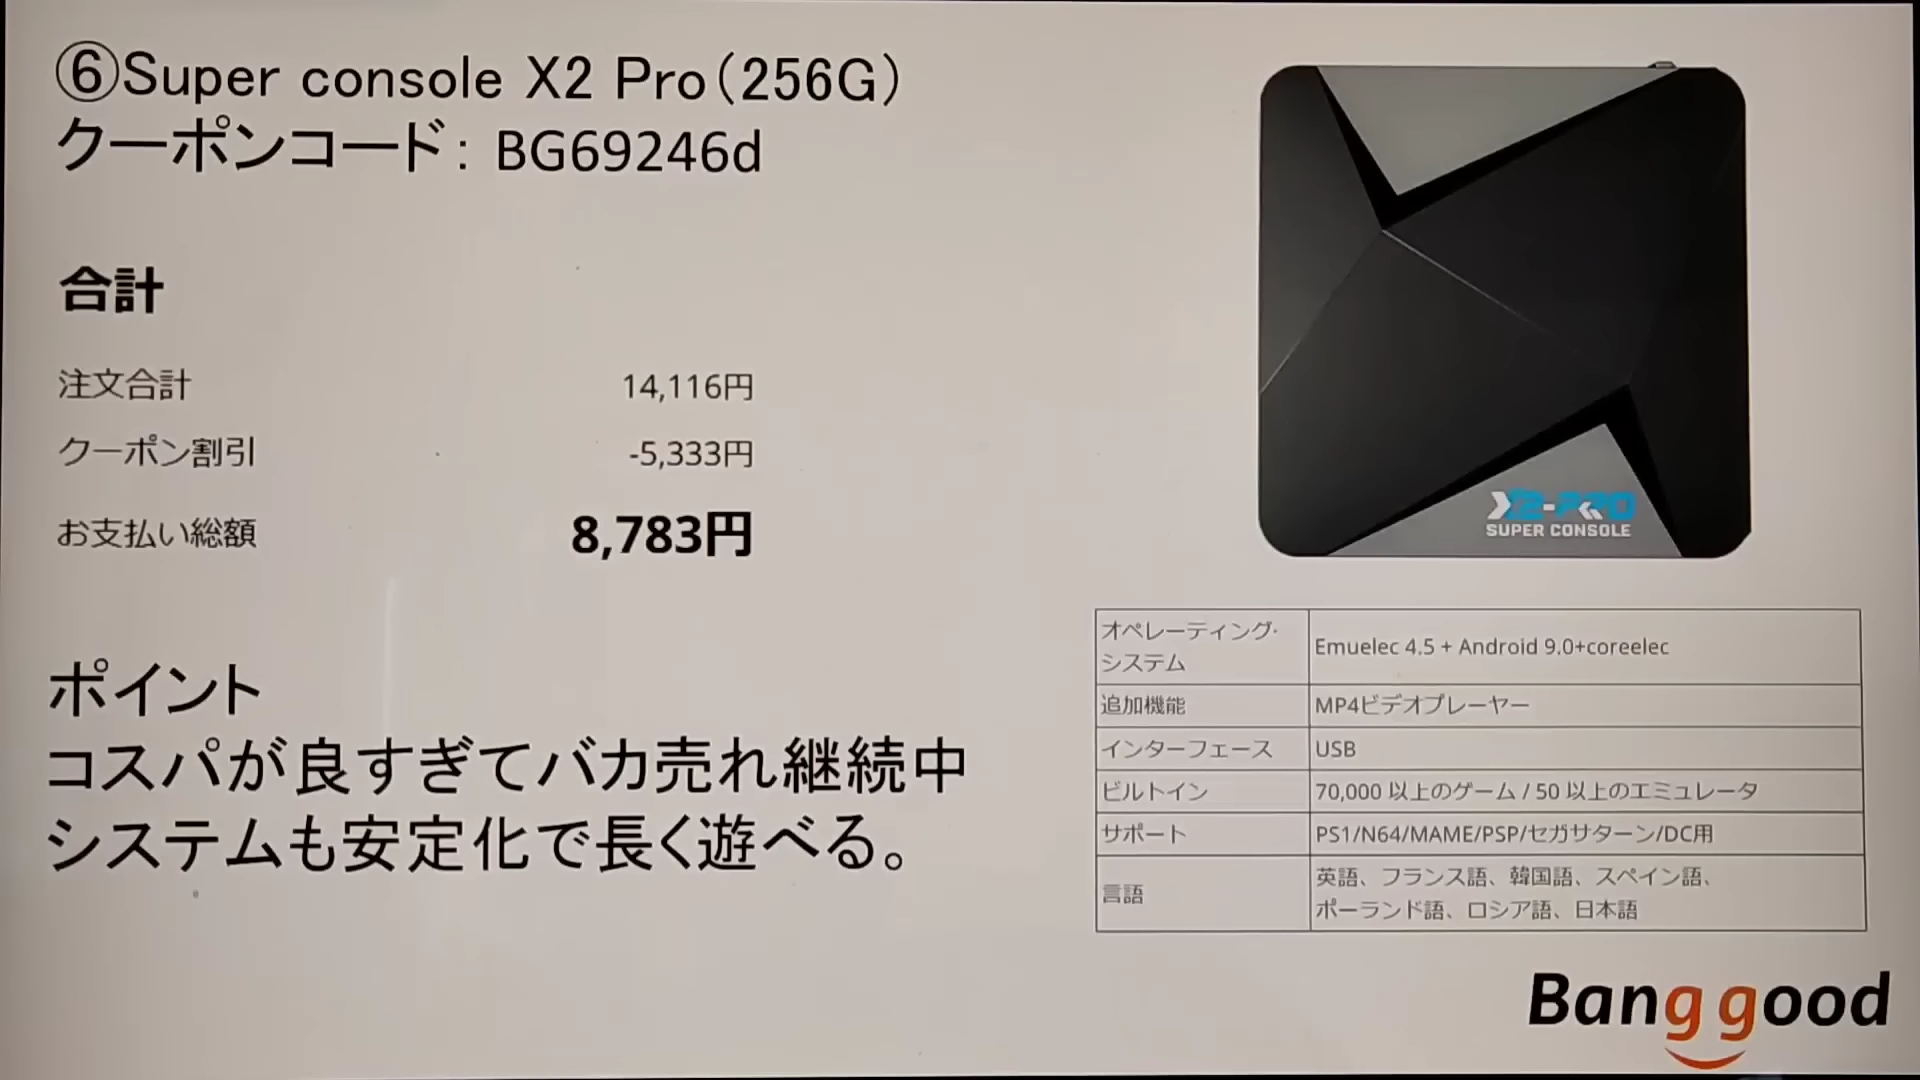 ⑥Super console X2 Pro（256G）
クーポンコード： BG69246d
合計
注文合計 14,116円
クーポン割引 -5,333円
お支払い総額 8,783円
ポイント
コスパが良すぎてバカ売れ継続中
システムも安定化で長く遊べる。
X2-PRO
SUPER CONSOLE
オペレーティング·
システム
Emuelec 4.5 + Android 9.0+coreelec
追加機能 MP4ビデオプレーヤー
インターフェース USB
ビルトイン 70,000 以上のゲーム / 50 以上のエミュレータ
サポート PS1/N64/MAME/PSP/セガサターン/DC用
言語
英語、フランス語、韓国語、スペイン語、
ポーランド語、ロシア語、日本語
Banggood